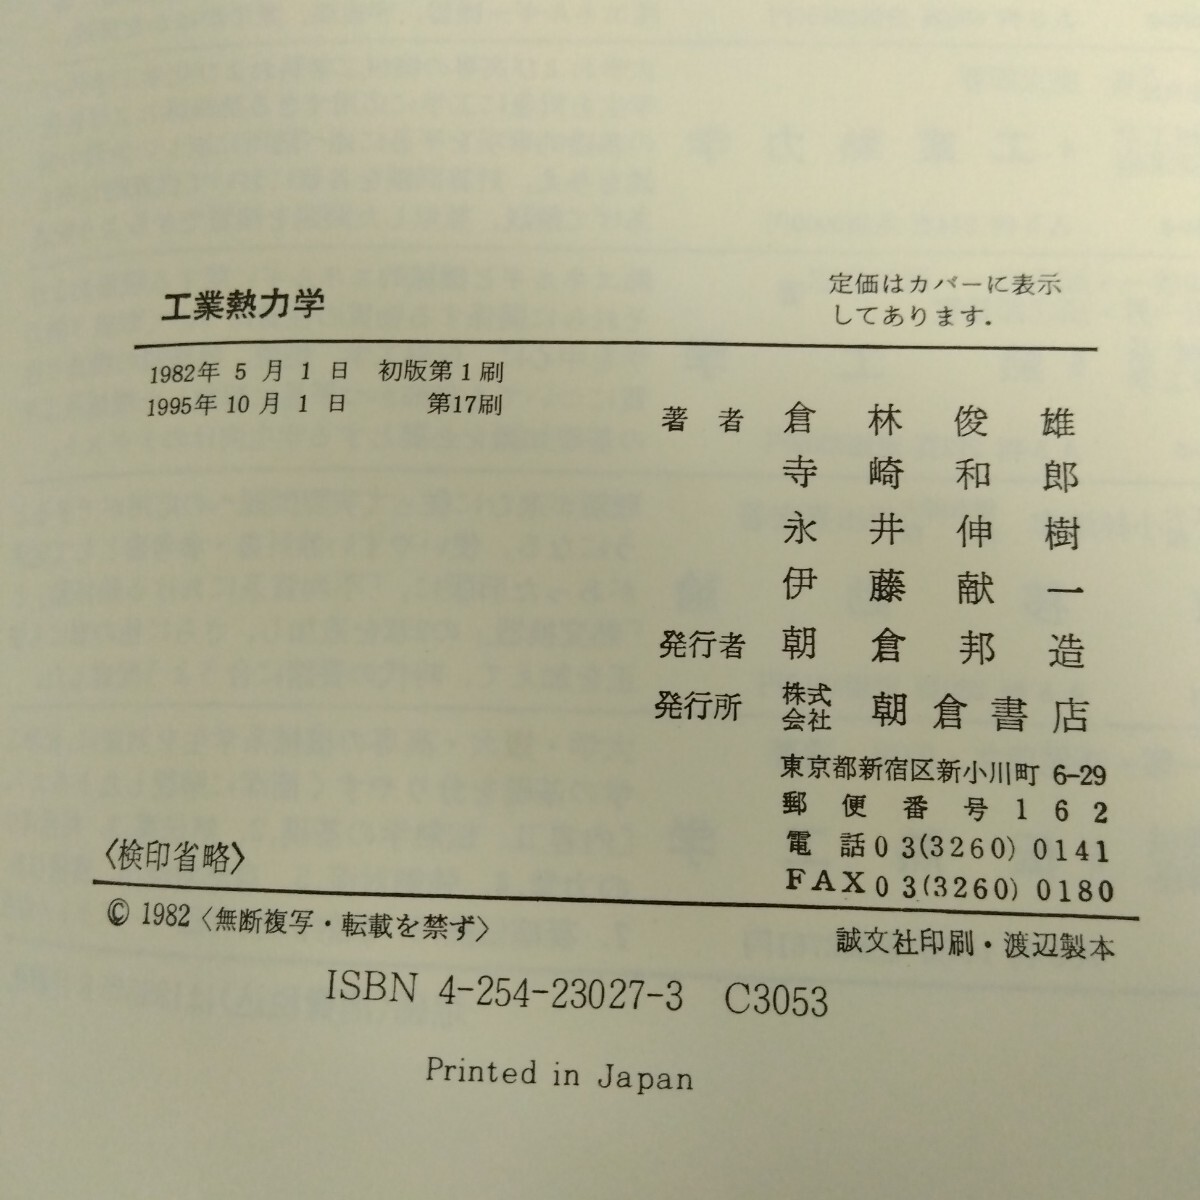 工業熱力学
定価はカバーに表示
してあります.
1982年 5 月 1 日 初版第 1 刷
1995年 10 月 1 日 第17刷
著者 倉林俊雄
寺崎和郎
永井伸樹
伊藤献一
発行者 朝倉邦造
発行所 株式会社 朝倉書店
東京都新宿区新小川町 6-29
郵便番号 1 6 2
電話 0 3 (3260) 0141
FAX 0 3 (3260) 0180
〈検印省略〉
© 1982 〈無断複写・転載を禁ず〉
誠文社印刷・渡辺製本
ISBN 4-254-23027-3 C3053
Printed in Japan